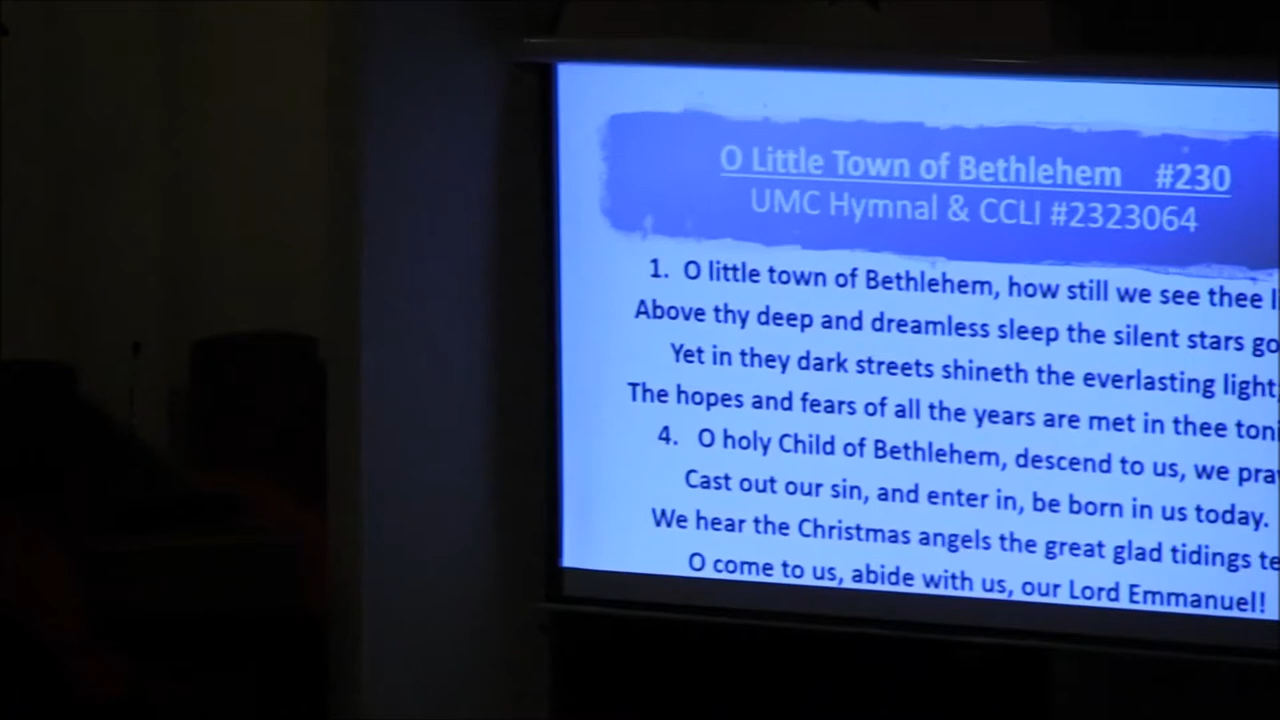 O Little Town of Bethlehem #230
UMC Hymnal & CCLI #2323064
1. O little town of Bethlehem, how still we see thee
Above thy deep and dreamless sleep the silent stars go
Yet in they dark streets shineth the everlasting light,
The hopes and fears of all the years are met in thee
4. O holy Child of Bethlehem, descend to us, we
Cast out our sin, and enter in, be born in us today.
We hear the Christmas angels the great glad tidings
O come to us, abide with us, our Lord Emmanuel!